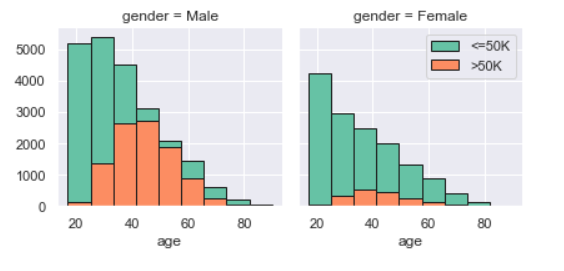 gender = Male
gender = Female
<=50K
>50K
5000
4000
3000
2000
1000
0
20 40 60 80
20 40 60 80
age
age